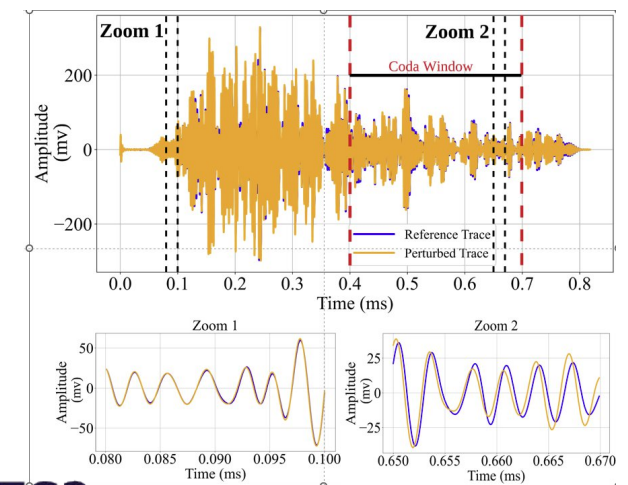 Zoom 1
Zoom 2
Coda Window
200
0
−200
Amplitude
(mv)
Reference Trace
Perturbed Trace
0.0 0.1 0.2 0.3 0.4 0.5 0.6 0.7 0.8
Time (ms)
Zoom 1
50
0
−50
Amplitude
(mv)
0.080 0.085 0.090 0.095 0.100
Time (ms)
Zoom 2
25
0
−25
Amplitude
(mv)
0.650 0.655 0.660 0.665 0.670
Time (ms)